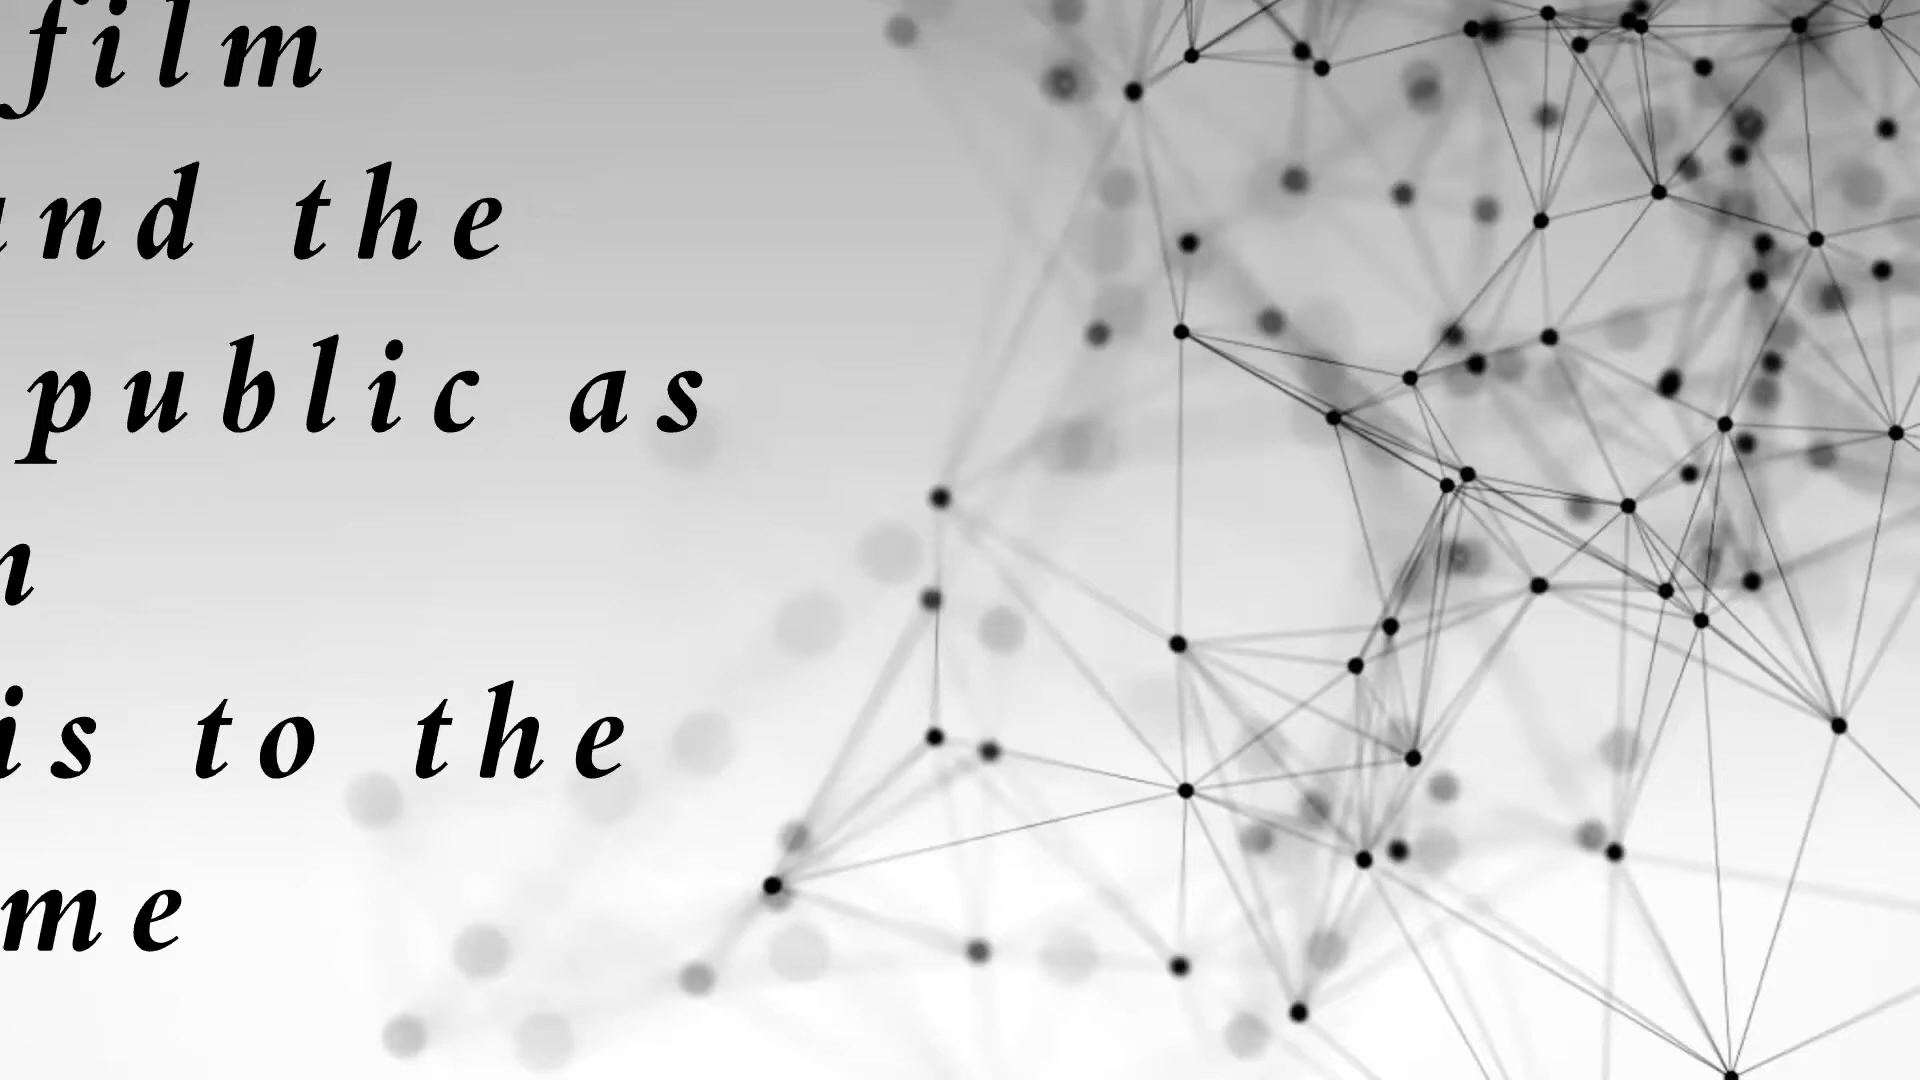 film
and the
public as
is to the
me